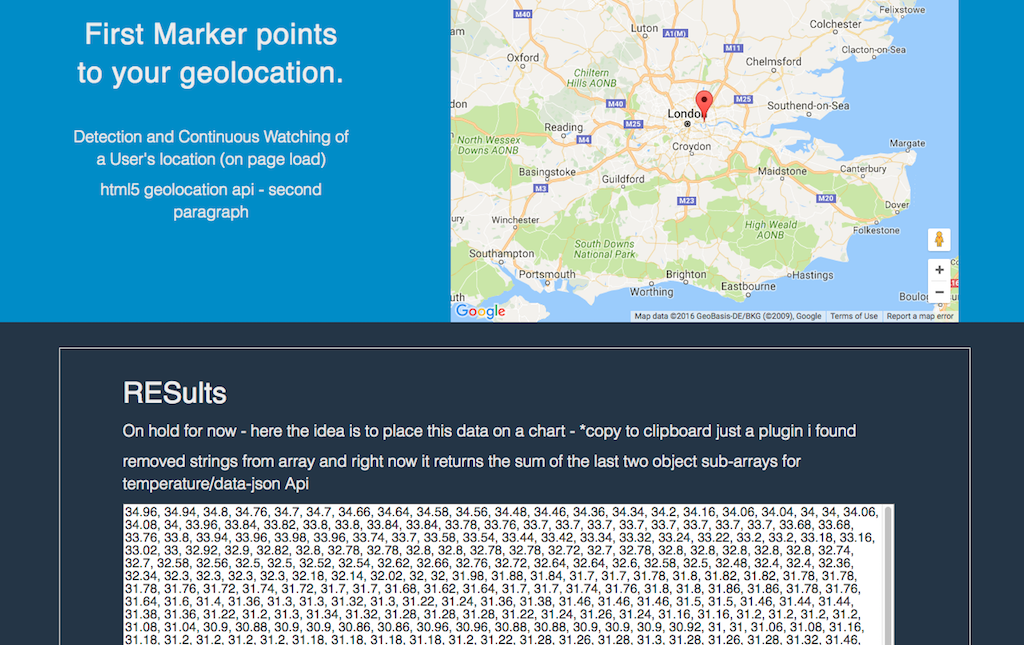 First Marker points
to your geolocation.
Detection and Continuous Watching of
a User's location (on page load)
html5 geolocation api - second
paragraph
M40
Luton
A1(M)
Felixstowe
Colchester
am
Oxford
M11
Clacton-on-Sea
Chelmsford
Chiltern
Hills AONB
don
M40
M25
Southend-on-Sea
London
M25
Reading
M4
North Wessex
Downs AONB
Croydon
Margate
Basingstoke
Guildford
Maidstone
Canterbury
M3
M23
M20
Dover
ury
Winchester
High Weald
AONB
Folkestone
South Downs
National Park
Southampton
Portsmouth
Brighton
Hastings
Eastbourne
Worthing
uth
Boulo
+
−
Google
Map data ©2016 GeoBasis-DE/BKG (©2009), Google
Terms of Use
Report a map error
RESults
On hold for now - here the idea is to place this data on a chart - *copy to clipboard just a plugin i found
removed strings from array and right now it returns the sum of the last two object sub-arrays for
temperature/data-json Api
34.96, 34.94, 34.8, 34.76, 34.7, 34.7, 34.66, 34.64, 34.58, 34.56, 34.48, 34.46, 34.36, 34.34, 34.2, 34.16, 34.06, 34.04, 34, 34, 34.06,
34.08, 34, 33.96, 33.84, 33.82, 33.8, 33.8, 33.84, 33.84, 33.78, 33.76, 33.7, 33.7, 33.7, 33.7, 33.7, 33.7, 33.7, 33.7, 33.68, 33.68,
33.76, 33.8, 33.94, 33.96, 33.98, 33.96, 33.74, 33.7, 33.58, 33.54, 33.44, 33.42, 33.34, 33.32, 33.24, 33.22, 33.2, 33.2, 33.18, 33.16,
33.02, 33, 32.92, 32.9, 32.82, 32.8, 32.78, 32.78, 32.8, 32.8, 32.78, 32.78, 32.72, 32.7, 32.78, 32.8, 32.8, 32.8, 32.8, 32.8, 32.74,
32.7, 32.58, 32.56, 32.5, 32.5, 32.52, 32.54, 32.62, 32.66, 32.76, 32.72, 32.64, 32.64, 32.6, 32.58, 32.5, 32.48, 32.4, 32.4, 32.36,
32.34, 32.3, 32.3, 32.3, 32.3, 32.18, 32.14, 32.02, 32, 32, 31.98, 31.88, 31.84, 31.7, 31.7, 31.78, 31.8, 31.82, 31.82, 31.78, 31.78,
31.78, 31.76, 31.72, 31.74, 31.72, 31.7, 31.7, 31.68, 31.62, 31.64, 31.7, 31.7, 31.74, 31.76, 31.8, 31.8, 31.86, 31.86, 31.78, 31.76,
31.64, 31.6, 31.4, 31.36, 31.3, 31.3, 31.32, 31.3, 31.22, 31.24, 31.36, 31.38, 31.46, 31.46, 31.46, 31.5, 31.5, 31.46, 31.44, 31.44,
31.38, 31.36, 31.22, 31.2, 31.3, 31.34, 31.32, 31.28, 31.28, 31.28, 31.22, 31.24, 31.26, 31.24, 31.16, 31.16, 31.2, 31.2, 31.2, 31.2,
31.08, 31.04, 30.9, 30.88, 30.9, 30.9, 30.86, 30.86, 30.96, 30.96, 30.88, 30.88, 30.9, 30.9, 30.9, 30.92, 31, 31.06, 31.08, 31.16,
31.18, 31.2, 31.2, 31.2, 31.2, 31.18, 31.18, 31.18, 31.18, 31.2, 31.22, 31.28, 31.26, 31.28, 31.3, 31.28, 31.26, 31.28, 31.32, 31.46,